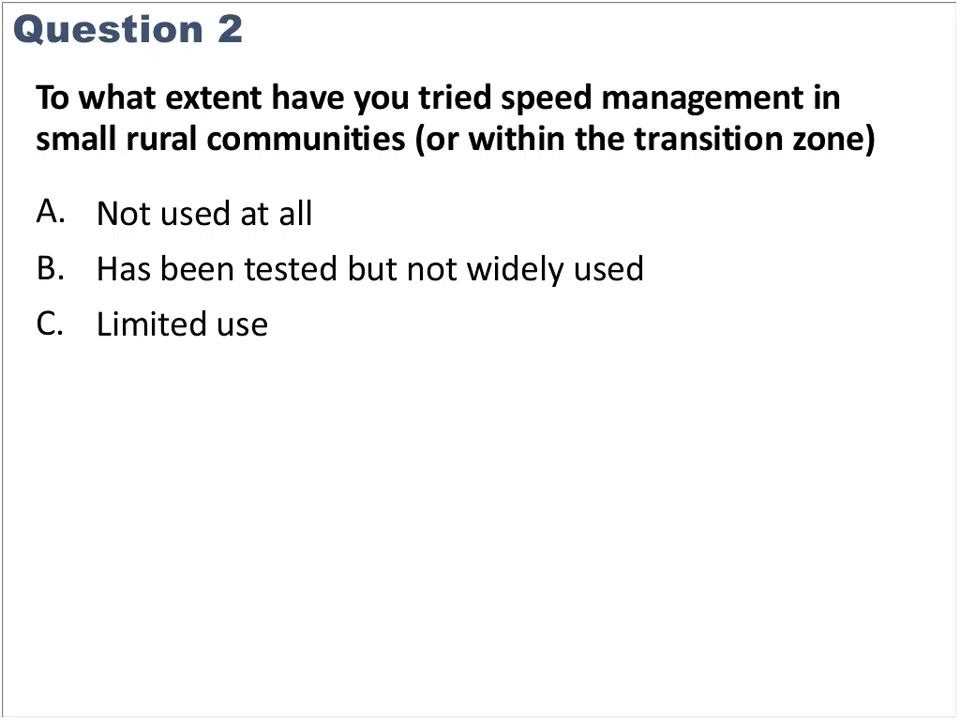 Question 2
To what extent have you tried speed management in
small rural communities (or within the transition zone)
A. Not used at all
B. Has been tested but not widely used
C. Limited use